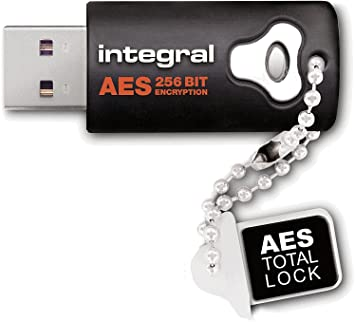 integral
AES 256 BIT
ENCRYPTION
AES
TOTAL
LOCK